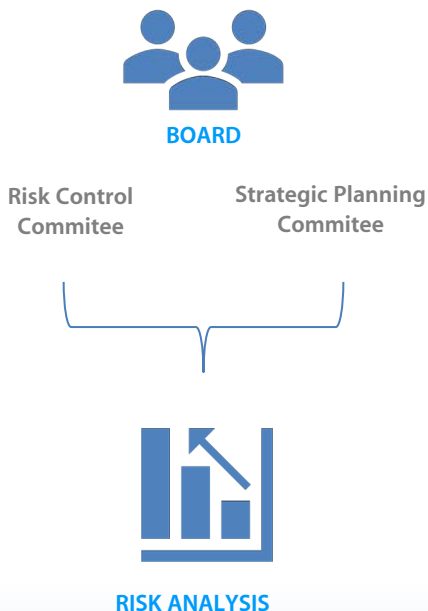 BOARD
Risk Control
Commitee
Strategic Planning
Commitee
RISK ANALYSIS